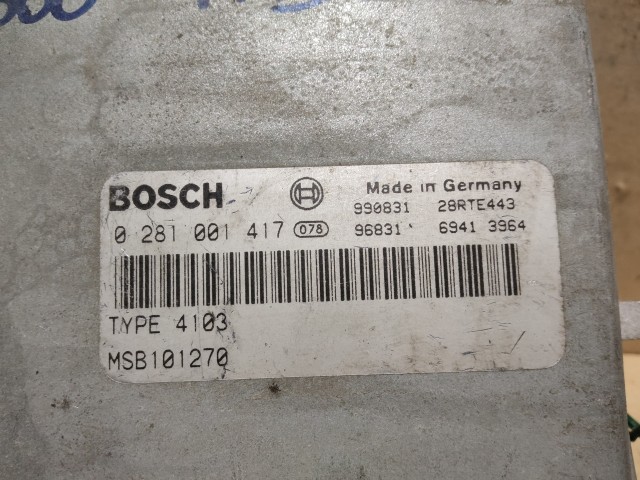 BOSCH Made in Germany
990831 28RTE443
0 281 001 417 078 96831 6941 3964
TYPE 4103
MSB101270